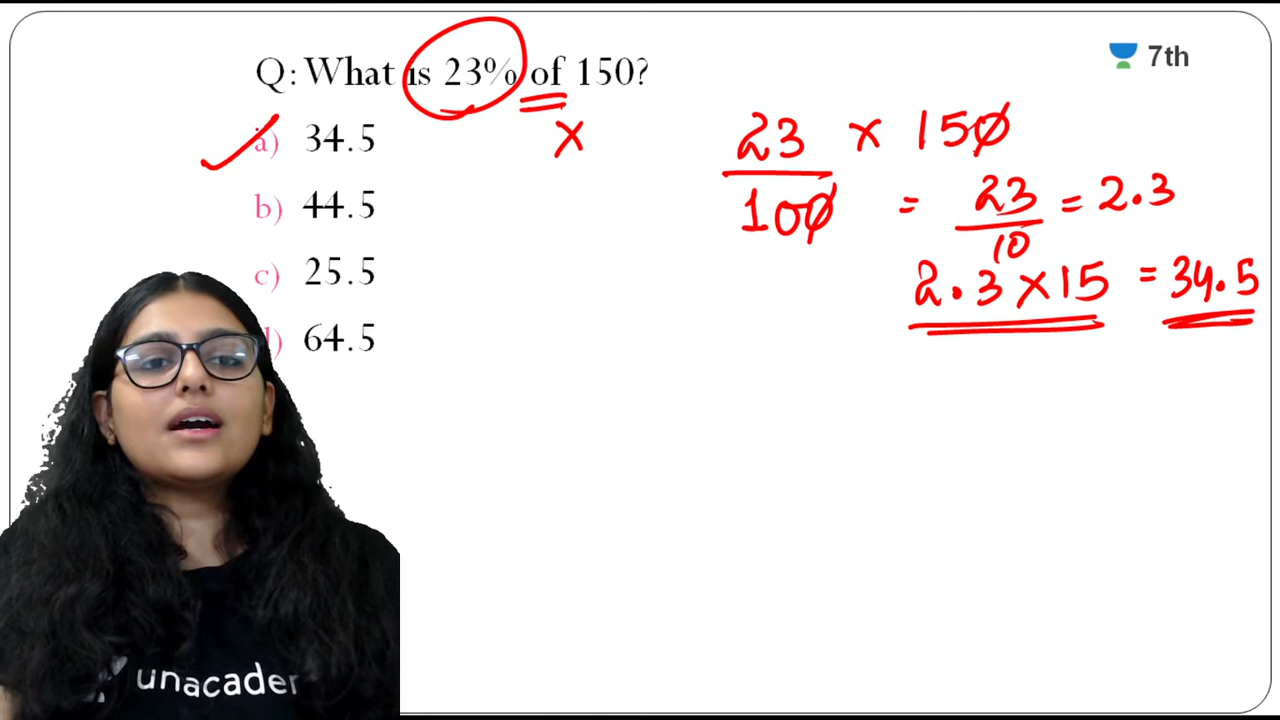 Q: What is 23% of 150?
×
a) 34.5
b) 44.5
c) 25.5
d) 64.5
7th
23 × 150
100
= 23 = 2.3
10
2.3 × 15 = 34.5
unacader